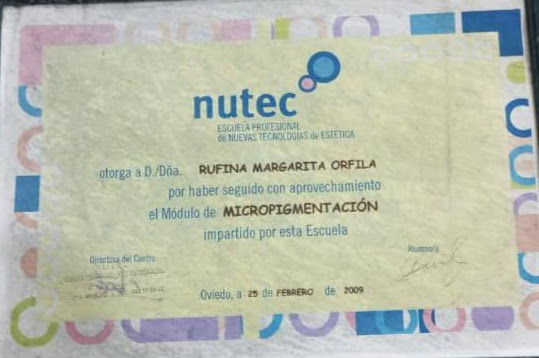 nutec
ESCUELA PROFESIONAL
de NUEVAS TECNOLOGÍAS de ESTÉTICA
otorga a D./Dña. RUFINA MARGARITA ORFILA
por haber seguido con aprovechamiento
el Módulo de MICROPIGMENTACIÓN
impartido por esta Escuela
Directora del Centro
Alumno/a
Oviedo, a 25 de FEBRERO de 2009